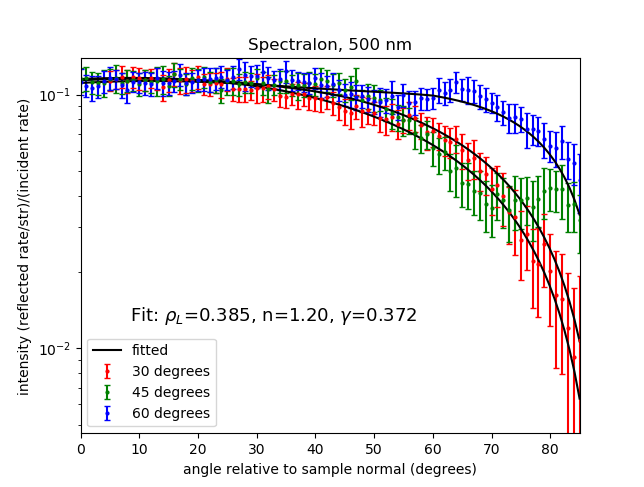 Spectralon, 500 nm
intensity (reflected rate/str)/(incident rate)
10⁻¹
10⁻²
Fit: ρ_L=0.385, n=1.20, γ=0.372
fitted
30 degrees
45 degrees
60 degrees
0 10 20 30 40 50 60 70 80
angle relative to sample normal (degrees)